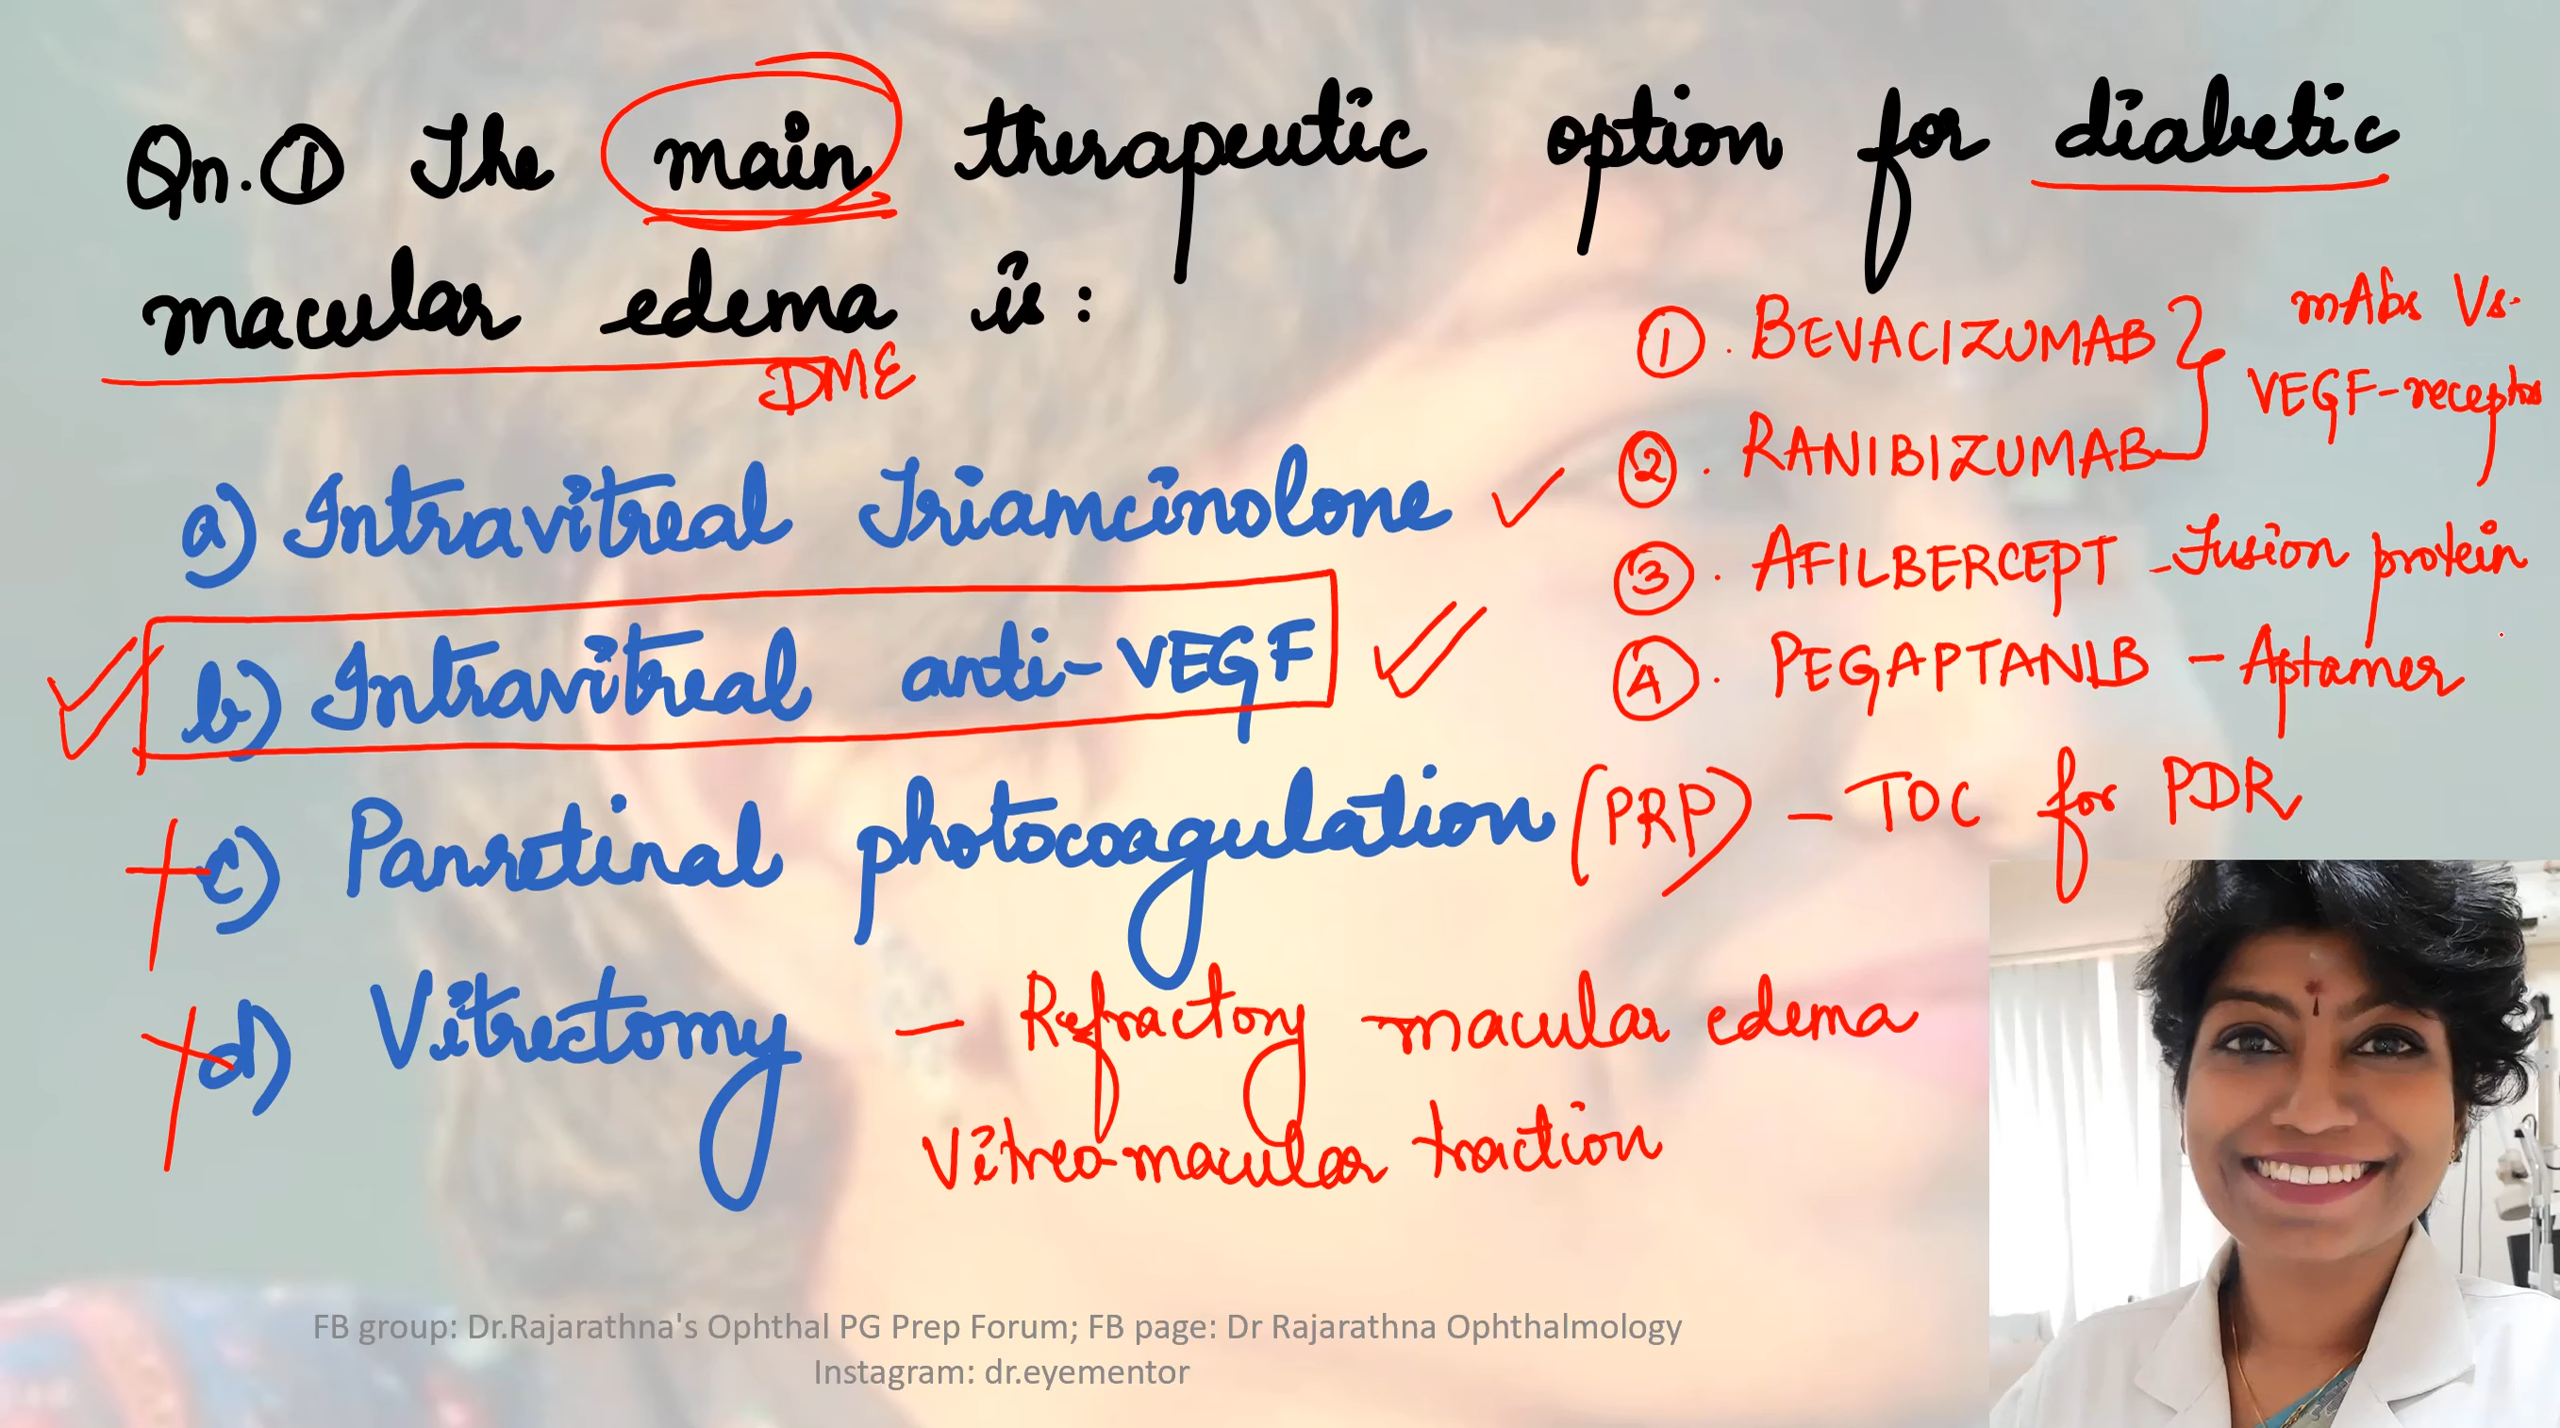 Qn. ① The main therapeutic option for diabetic
macular edema is:
DME
a) Intravitreal Triamcinolone
b) Intravitreal anti-VEGF
c) Panretinal photocoagulation (PRP) - TOC for PDR
d) Vitrectomy - Refractory macular edema
Vitreo-macular traction
① . BEVACIZUMAB
② . RANIBIZUMAB
mAbs Vs.
VEGF-receptor
③ . AFILBERCEPT - Fusion protein
④ . PEGAPTANIB - Aptamer
FB group: Dr.Rajarathna's Ophthal PG Prep Forum; FB page: Dr Rajarathna Ophthalmology
Instagram: dr.eyementor